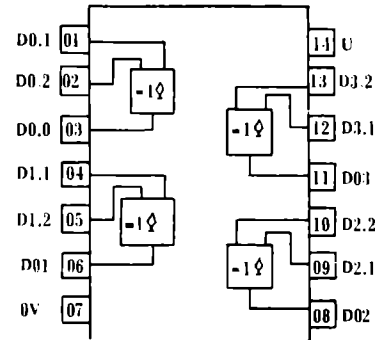 D0.1 01
D0.2 02
D0.0 03
D1.1 04
D1.2 05
D01 06
0V 07
=1◊
=1◊
14 U
13 D3.2
12 D3.1
11 D03
10 D2.2
09 D2.1
08 D02
=1◊
=1◊